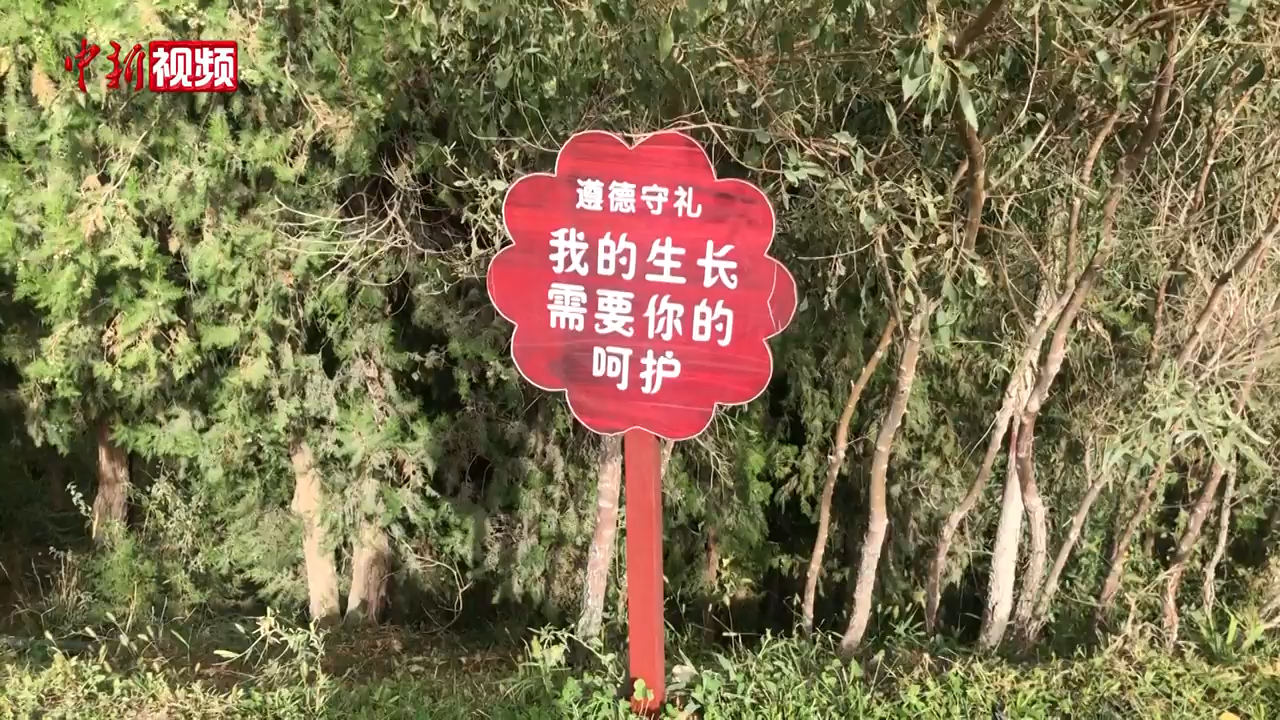 中新视频
遵德守礼
我的生长
需要你的
呵护